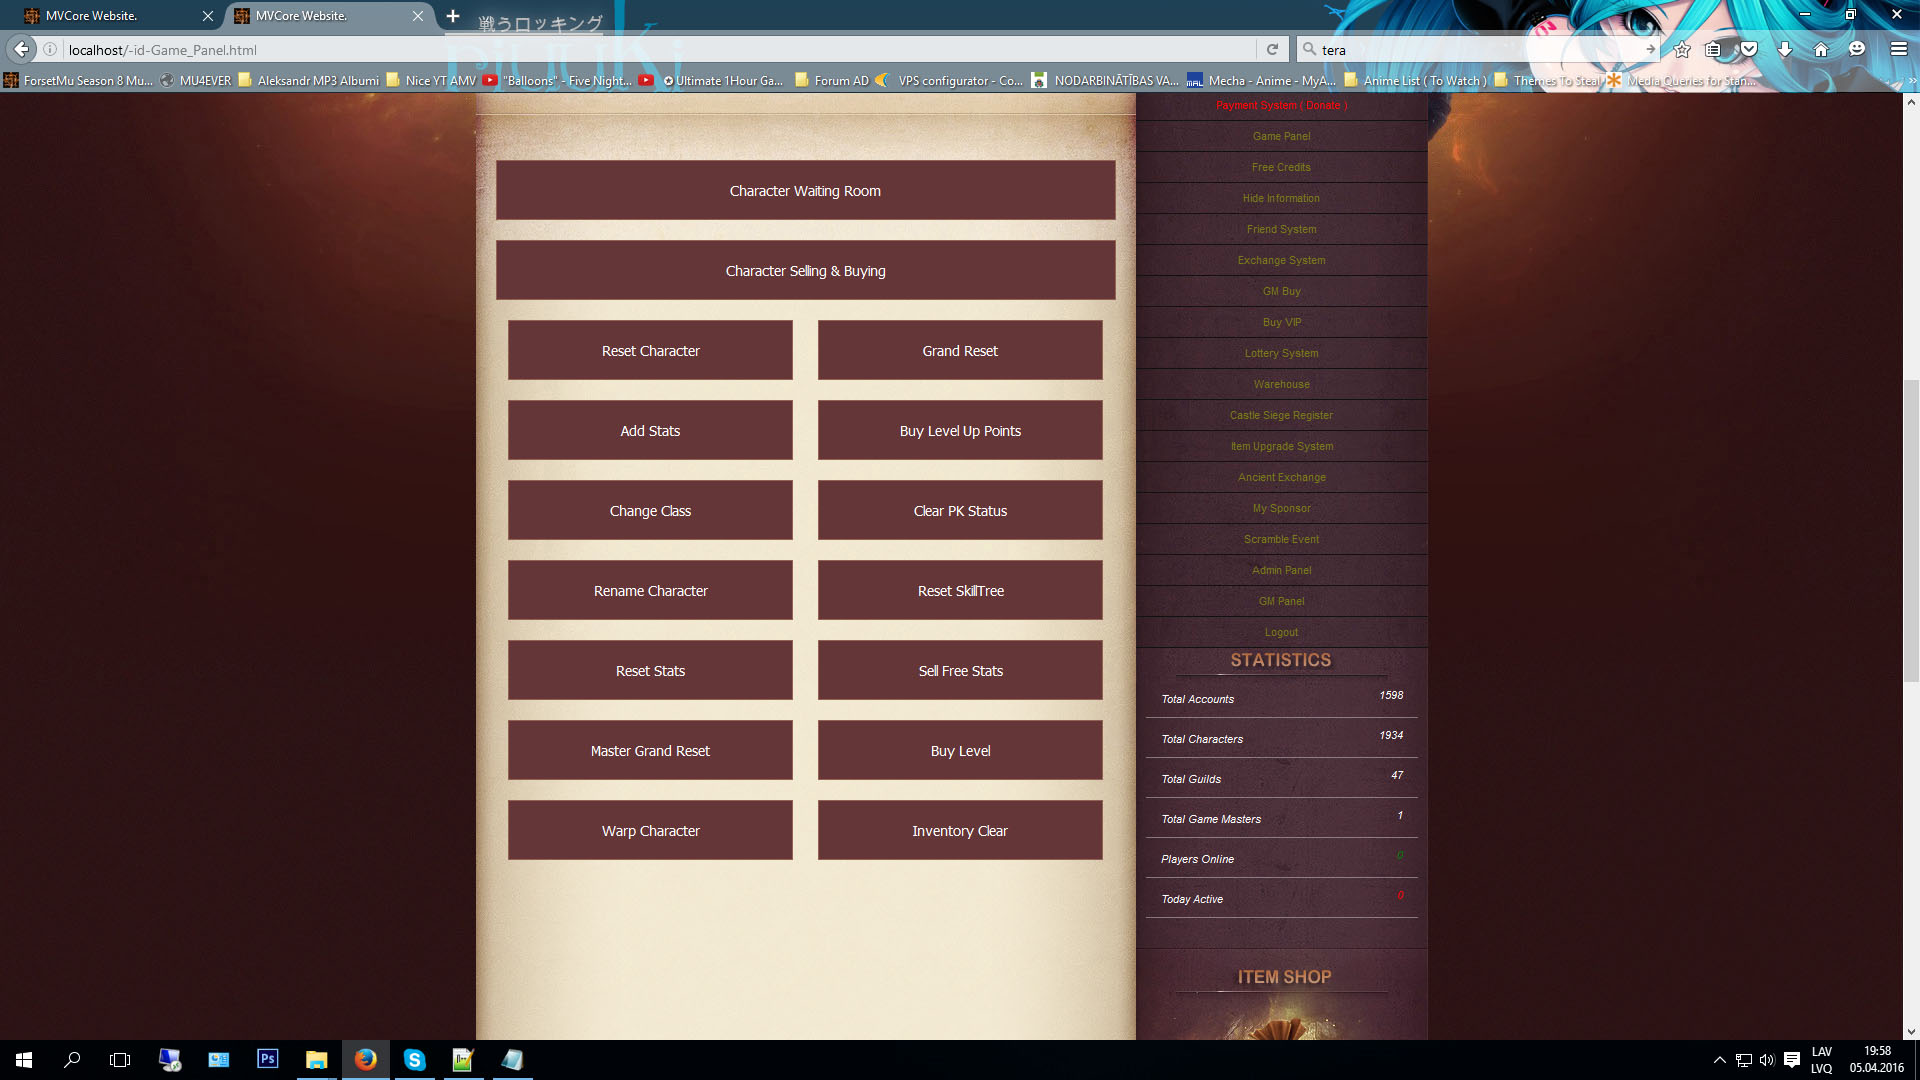 MVCore Website.
MVCore Website.
戦うロッキング
localhost/-id-Game_Panel.html
tera
ForsetMu Season 8 Mu...
MU4EVER
Aleksandr MP3 Albumi
Nice YT AMV
"Balloons" - Five Night...
✪Ultimate 1Hour Ga...
Forum AD
VPS configurator - Co...
NODARBINĀTĪBAS VA...
MAL
Mecha - Anime - MyA...
Anime List ( To Watch )
Themes To Steal
Media Queries for Stan...
Character Waiting Room
Character Selling & Buying
Reset Character
Grand Reset
Add Stats
Buy Level Up Points
Change Class
Clear PK Status
Rename Character
Reset SkillTree
Reset Stats
Sell Free Stats
Master Grand Reset
Buy Level
Warp Character
Inventory Clear
Payment System ( Donate )
Game Panel
Free Credits
Hide Information
Friend System
Exchange System
GM Buy
Buy VIP
Lottery System
Warehouse
Castle Siege Register
Item Upgrade System
Ancient Exchange
My Sponsor
Scramble Event
Admin Panel
GM Panel
Logout
STATISTICS
Total Accounts 1598
Total Characters 1934
Total Guilds 47
Total Game Masters 1
Players Online 0
Today Active 0
ITEM SHOP
Ps
LAV
LVQ
19:58
05.04.2016